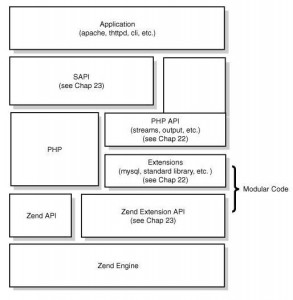 Application
(apache, thttpd, cli, etc.)
SAPI
(see Chap 23)
PHP API
(streams, output, etc.)
(see Chap 22)
PHP
Extensions
(mysql, standard library, etc. )
(see Chap 22)
Modular Code
Zend API
Zend Extension API
(see Chap 23)
Zend Engine